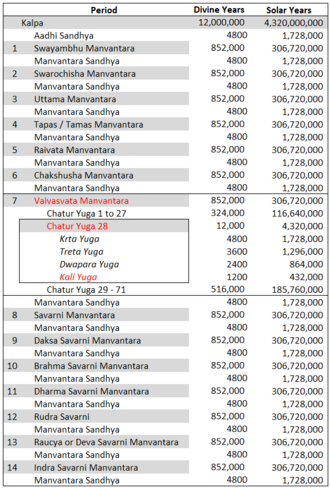 Period Divine Years Solar Years
Kalpa 12,000,000 4,320,000,000
Aadhi Sandhya 4800 1,728,000
1 Swayambhu Manvantara 852,000 306,720,000
Manvantara Sandhya 4800 1,728,000
2 Swarochisha Manvantara 852,000 306,720,000
Manvantara Sandhya 4800 1,728,000
3 Uttama Manvantara 852,000 306,720,000
Manvantara Sandhya 4800 1,728,000
4 Tapas / Tamas Manvantara 852,000 306,720,000
Manvantara Sandhya 4800 1,728,000
5 Raivata Manvantara 852,000 306,720,000
Manvantara Sandhya 4800 1,728,000
6 Chakshusha Manvantara 852,000 306,720,000
Manvantara Sandhya 4800 1,728,000
7 Vaivasvata Manvantara 852,000 306,720,000
Chatur Yuga 1 to 27 324,000 116,640,000
Chatur Yuga 28 12,000 4,320,000
Krta Yuga 4800 1,728,000
Treta Yuga 3600 1,296,000
Dwapara Yuga 2400 864,000
Kali Yuga 1200 432,000
Chatur Yuga 29 - 71 516,000 185,760,000
Manvantara Sandhya 4800 1,728,000
8 Savarni Manvantara 852,000 306,720,000
Manvantara Sandhya 4800 1,728,000
9 Daksa Savarni Manvantara 852,000 306,720,000
Manvantara Sandhya 4800 1,728,000
10 Brahma Savarni Manvantara 852,000 306,720,000
Manvantara Sandhya 4800 1,728,000
11 Dharma Savarni Manvantara 852,000 306,720,000
Manvantara Sandhya 4800 1,728,000
12 Rudra Savarni 852,000 306,720,000
Manvantara Sandhya 4800 1,728,000
13 Raucya or Deva Savarni Manvantara 852,000 306,720,000
Manvantara Sandhya 4800 1,728,000
14 Indra Savarni Manvantara 852,000 306,720,000
Manvantara Sandhya 4800 1,728,000